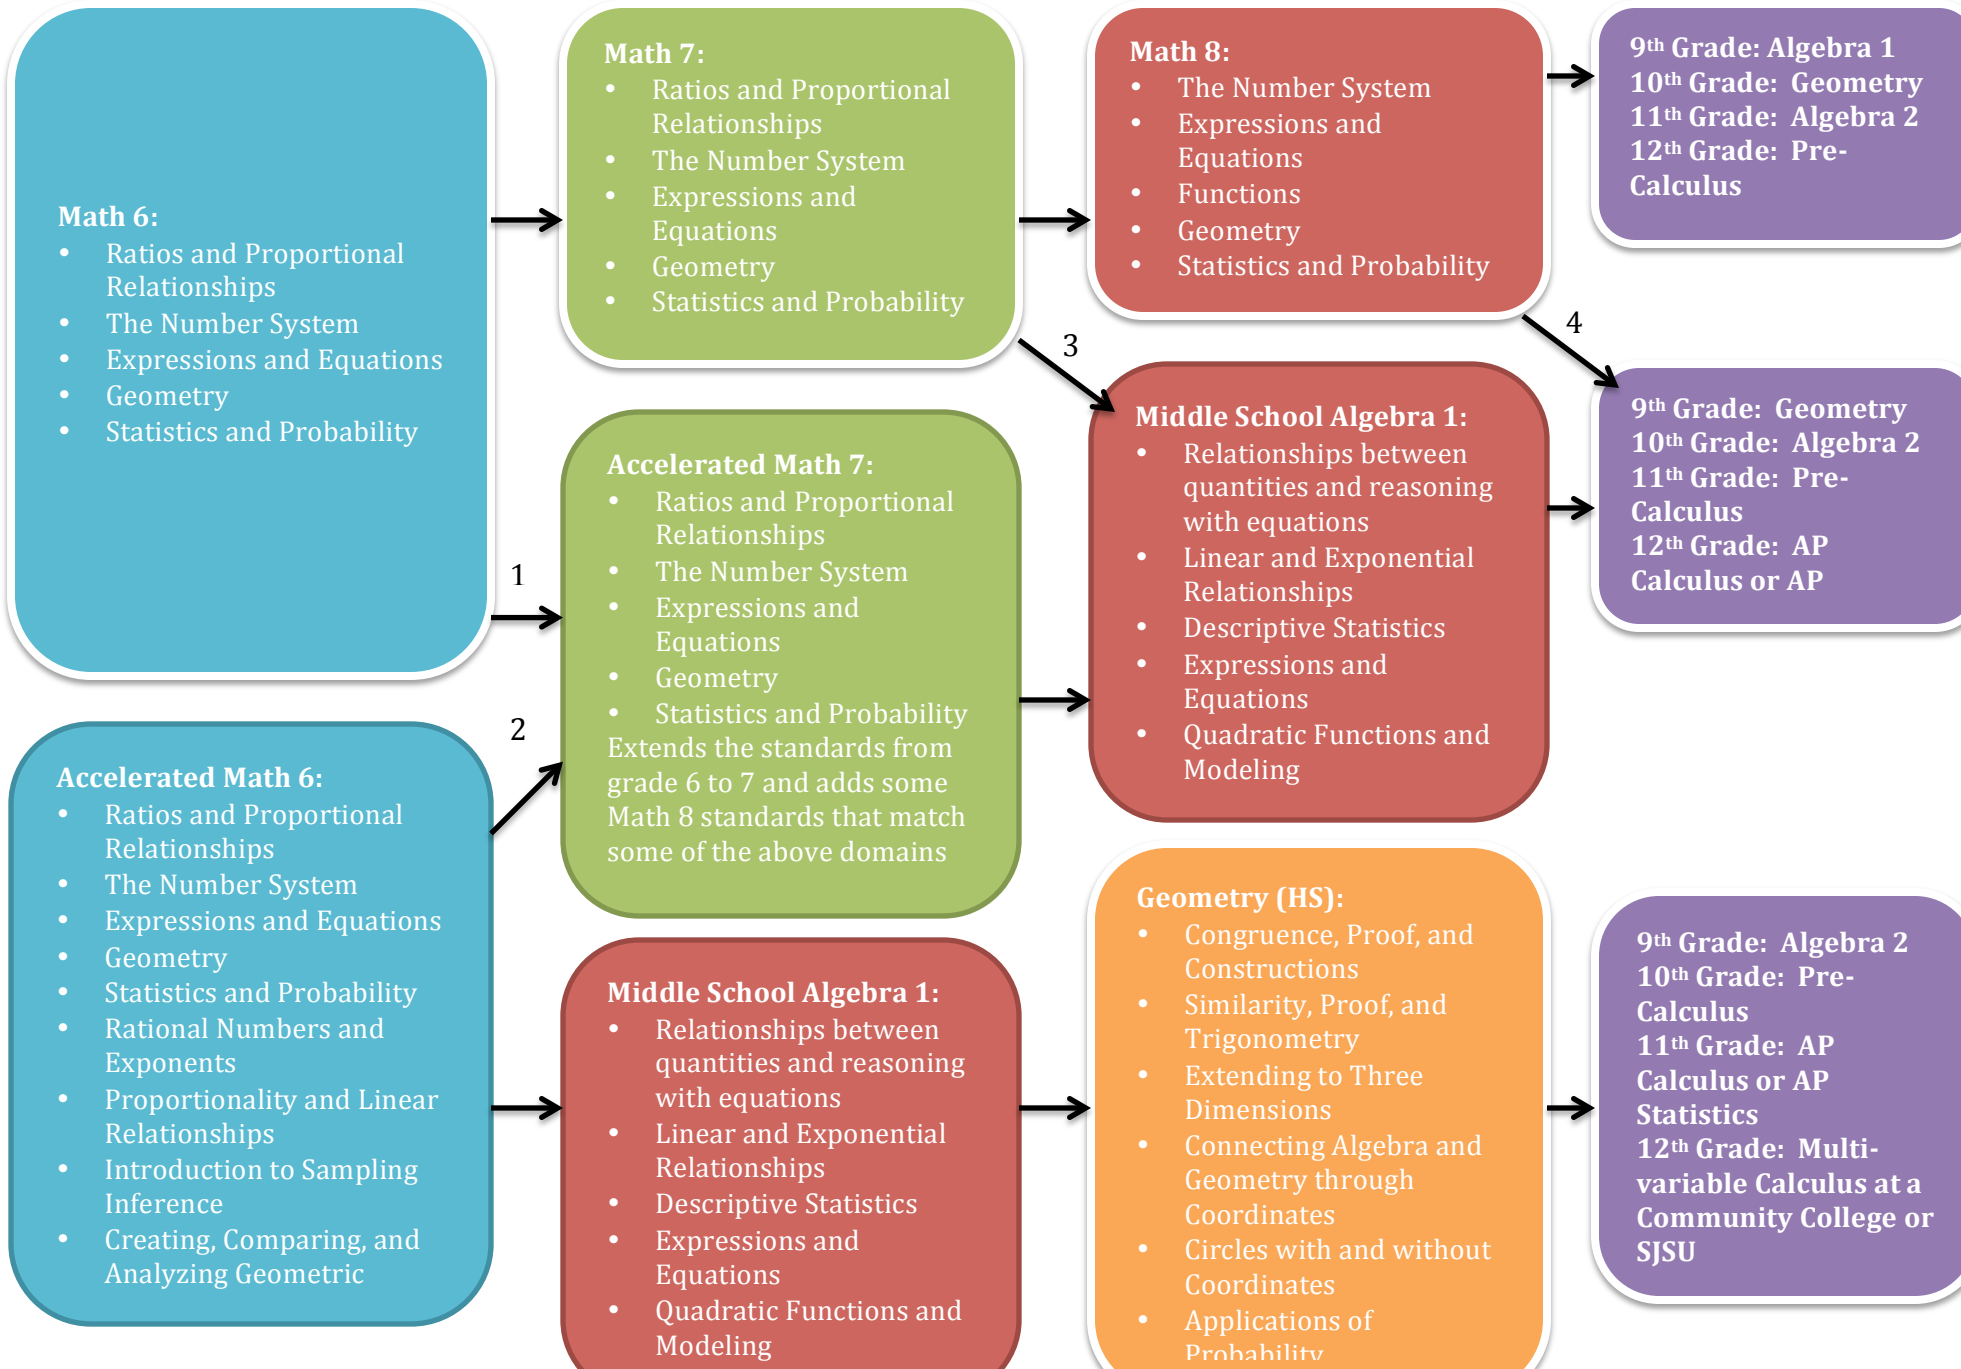 Math 6:
• Ratios and Proportional
Relationships
• The Number System
• Expressions and Equations
• Geometry
• Statistics and Probability
Accelerated Math 6:
• Ratios and Proportional
Relationships
• The Number System
• Expressions and Equations
• Geometry
• Statistics and Probability
• Rational Numbers and
Exponents
• Proportionality and Linear
Relationships
• Introduction to Sampling
Inference
• Creating, Comparing, and
Analyzing Geometric
1
2
Math 7:
• Ratios and Proportional
Relationships
• The Number System
• Expressions and
Equations
• Geometry
• Statistics and Probability
Accelerated Math 7:
• Ratios and Proportional
Relationships
• The Number System
• Expressions and
Equations
• Geometry
• Statistics and Probability
Extends the standards from
grade 6 to 7 and adds some
Math 8 standards that match
some of the above domains
Middle School Algebra 1:
• Relationships between
quantities and reasoning
with equations
• Linear and Exponential
Relationships
• Descriptive Statistics
• Expressions and
Equations
• Quadratic Functions and
Modeling
3
Math 8:
• The Number System
• Expressions and
Equations
• Functions
• Geometry
• Statistics and Probability
Middle School Algebra 1:
• Relationships between
quantities and reasoning
with equations
• Linear and Exponential
Relationships
• Descriptive Statistics
• Expressions and
Equations
• Quadratic Functions and
Modeling
Geometry (HS):
• Congruence, Proof, and
Constructions
• Similarity, Proof, and
Trigonometry
• Extending to Three
Dimensions
• Connecting Algebra and
Geometry through
Coordinates
• Circles with and without
Coordinates
• Applications of
Probability
4
9th Grade: Algebra 1
10th Grade: Geometry
11th Grade: Algebra 2
12th Grade: Pre-
Calculus
9th Grade: Geometry
10th Grade: Algebra 2
11th Grade: Pre-
Calculus
12th Grade: AP
Calculus or AP
9th Grade: Algebra 2
10th Grade: Pre-
Calculus
11th Grade: AP
Calculus or AP
Statistics
12th Grade: Multi-
variable Calculus at a
Community College or
SJSU